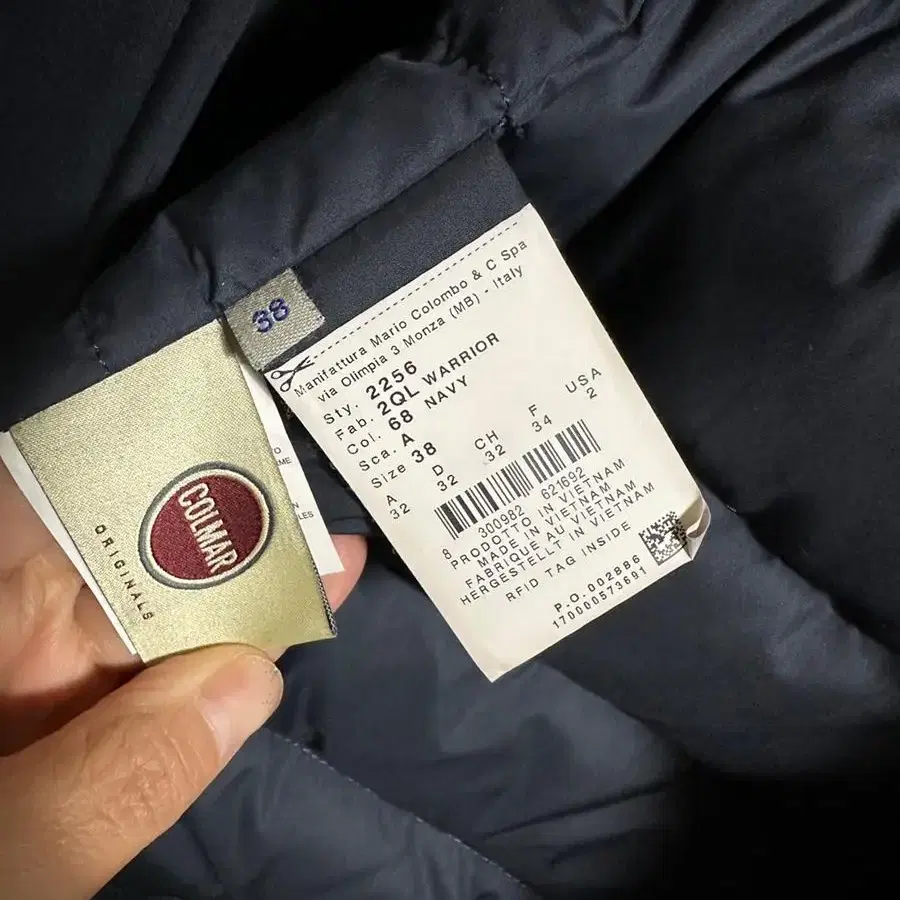 38
Manifattura Mario Colombo & C Spa
via Olimpia 3 Monza (MB) - Italy
Sty. 2256
Fab. 2QL WARRIOR
Col. 68 NAVY
Sca. A
Size 38
A D CH F USA
32 32 32 34 2
8 300982 621692
PRODOTTO IN VIETNAM
MADE IN VIETNAM
FABRIQUE AU VIETNAM
HERGESTELLT IN VIETNAM
RFID TAG INSIDE
P.O. 002886
170000573691
COLMAR
ORIGINALS